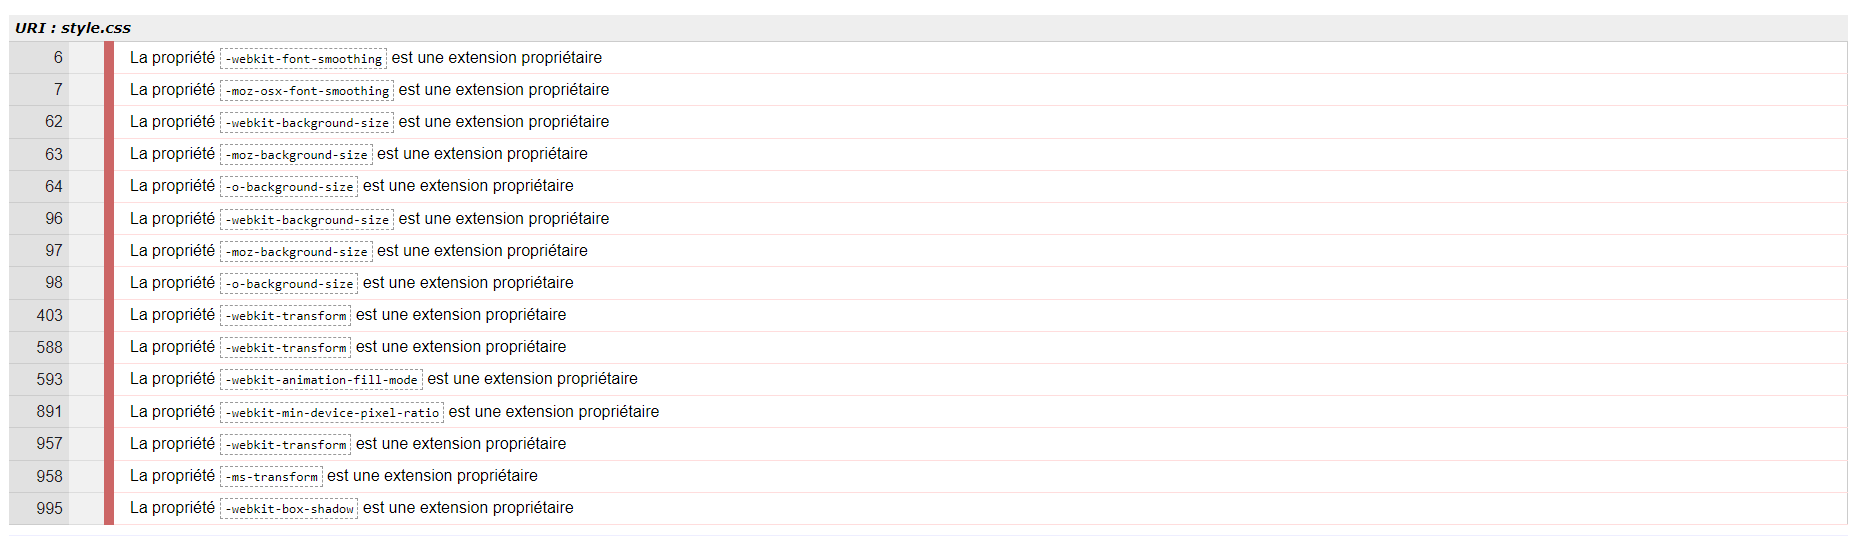 URI : style.css
6 La propriété -webkit-font-smoothing est une extension propriétaire
7 La propriété -moz-osx-font-smoothing est une extension propriétaire
62 La propriété -webkit-background-size est une extension propriétaire
63 La propriété -moz-background-size est une extension propriétaire
64 La propriété -o-background-size est une extension propriétaire
96 La propriété -webkit-background-size est une extension propriétaire
97 La propriété -moz-background-size est une extension propriétaire
98 La propriété -o-background-size est une extension propriétaire
403 La propriété -webkit-transform est une extension propriétaire
588 La propriété -webkit-transform est une extension propriétaire
593 La propriété -webkit-animation-fill-mode est une extension propriétaire
891 La propriété -webkit-min-device-pixel-ratio est une extension propriétaire
957 La propriété -webkit-transform est une extension propriétaire
958 La propriété -ms-transform est une extension propriétaire
995 La propriété -webkit-box-shadow est une extension propriétaire